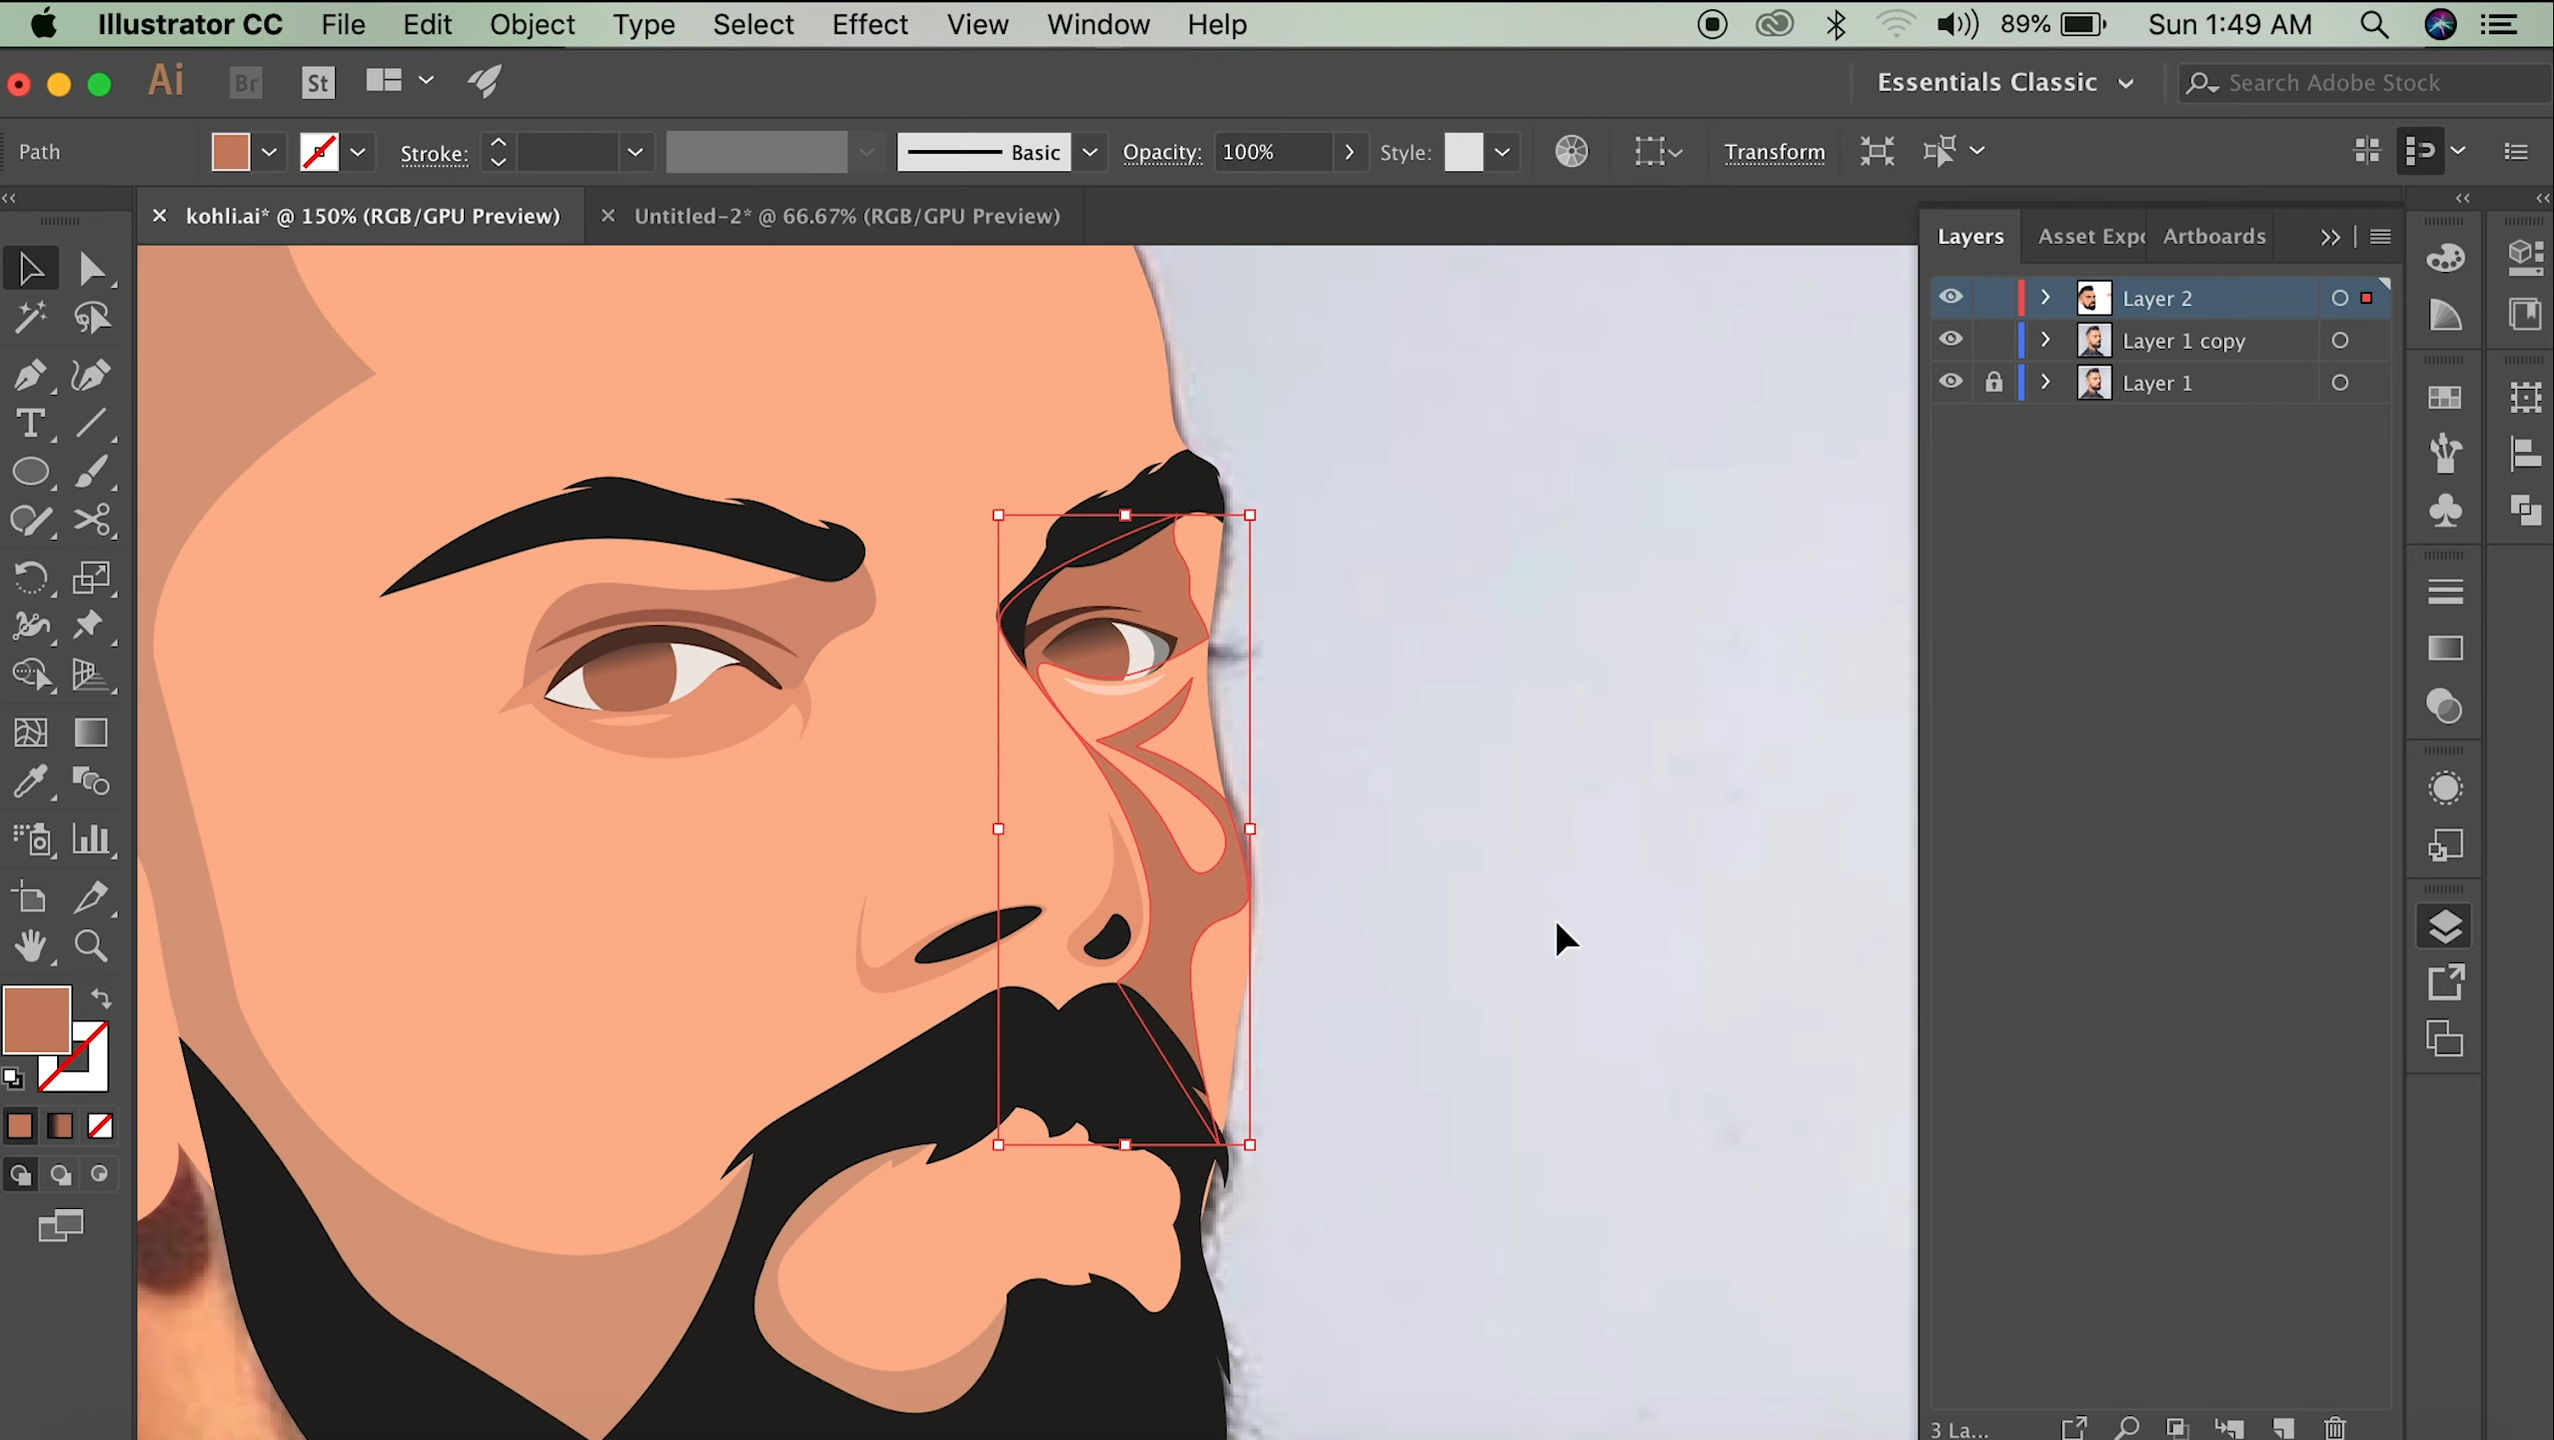 Illustrator CC File Edit Object Type Select Effect View Window Help 89% Sun 1:49 AM
Ai Br St Essentials Classic Search Adobe Stock
Path Stroke: Basic Opacity: 100% Style: Transform
kohli.ai* @ 150% (RGB/GPU Preview) Untitled-2* @ 66.67% (RGB/GPU Preview)
Layers Asset Expo Artboards
Layer 2
Layer 1 copy
Layer 1
3 La...